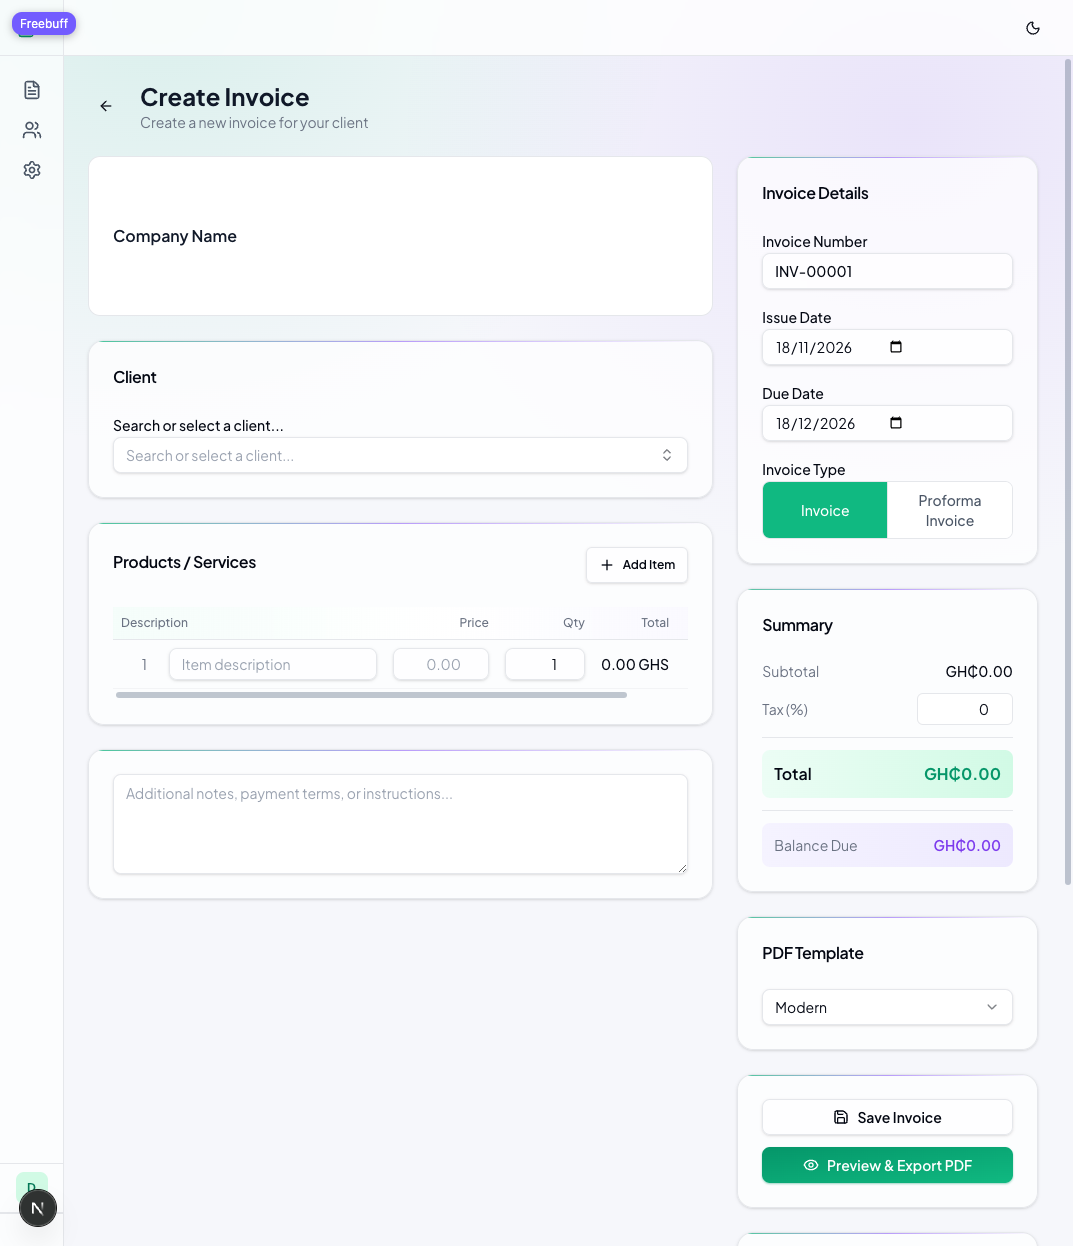 Freebuff
Create Invoice
Create a new invoice for your client
Company Name
Client
Search or select a client...
Search or select a client...
Products / Services
Add Item
Description Price Qty Total
1 Item description 0.00 1 0.00 GHS
Additional notes, payment terms, or instructions...
Invoice Details
Invoice Number
INV-00001
Issue Date
18/11/2026
Due Date
18/12/2026
Invoice Type
Invoice
Proforma
Invoice
Summary
Subtotal GH₵0.00
Tax (%) 0
Total GH₵0.00
Balance Due GH₵0.00
PDF Template
Modern
Save Invoice
Preview & Export PDF
N